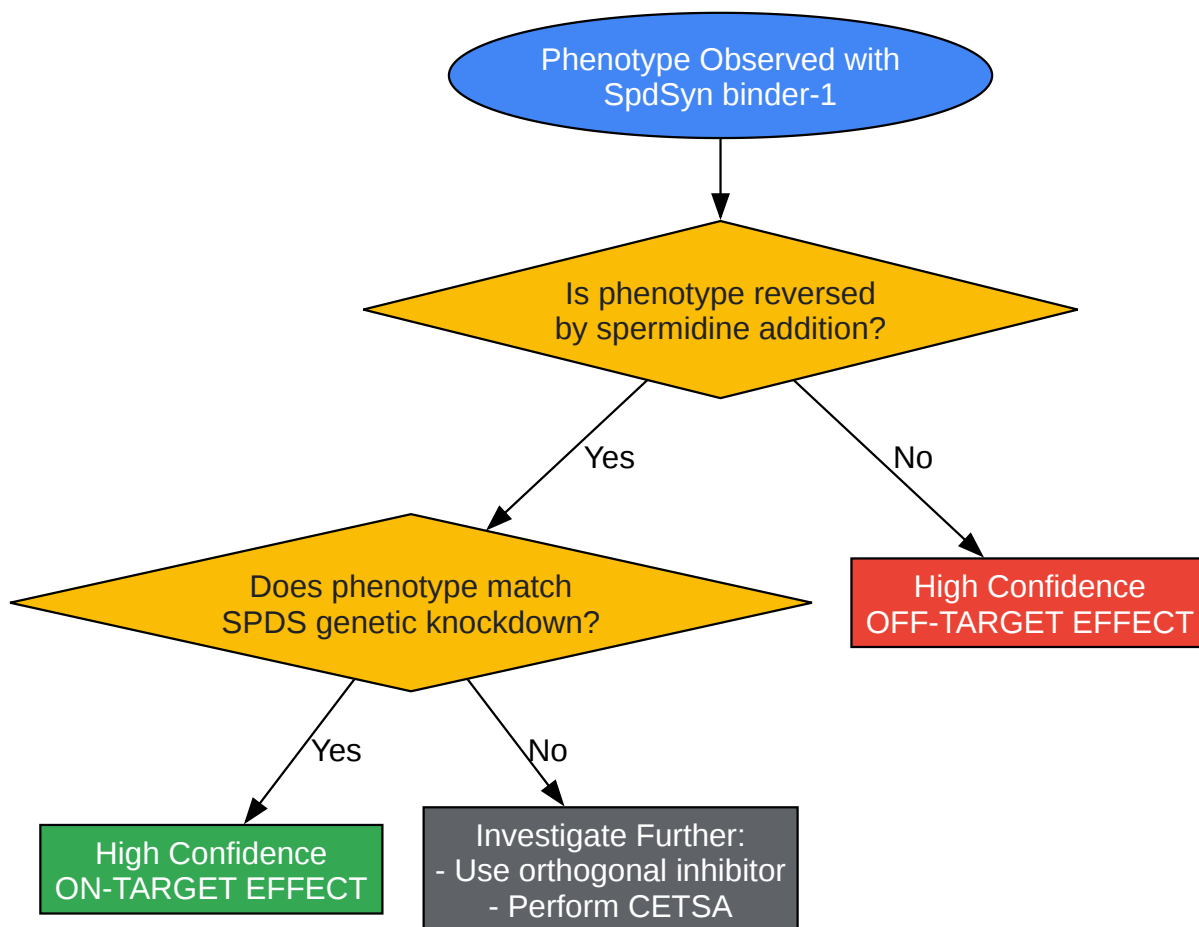 Phenotype Observed with
SpdSyn binder-1
Is phenotype reversed
by spermidine addition?
Yes
No
Does phenotype match
SPDS genetic knockdown?
High Confidence
OFF-TARGET EFFECT
Yes
No
High Confidence
ON-TARGET EFFECT
Investigate Further:
- Use orthogonal inhibitor
- Perform CETSA